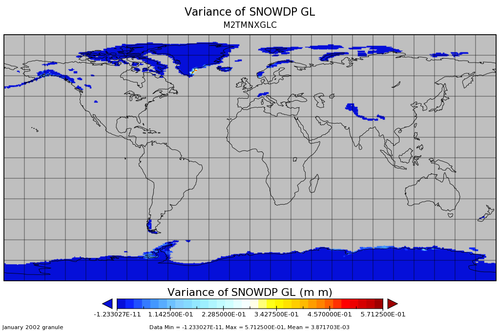 Variance of SNOWDP GL
M2TMNXGLC
Variance of SNOWDP GL (m m)
-1.233027E-11 1.142500E-01 2.285000E-01 3.427500E-01 4.570000E-01 5.712500E-01
January 2002 granule Data Min = -1.233027E-11, Max = 5.712500E-01, Mean = 3.871703E-03